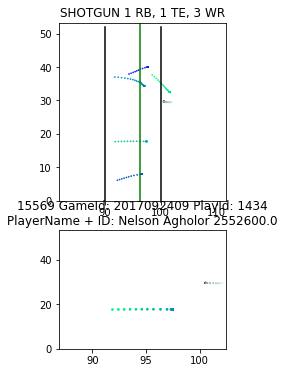 SHOTGUN 1 RB, 1 TE, 3 WR
50
40
30
20
10
0
90 100 110
15569 GameId: 2017092409 PlayId: 1434
PlayerName + ID: Nelson Agholor 2552600.0
40
20
0
90 95 100